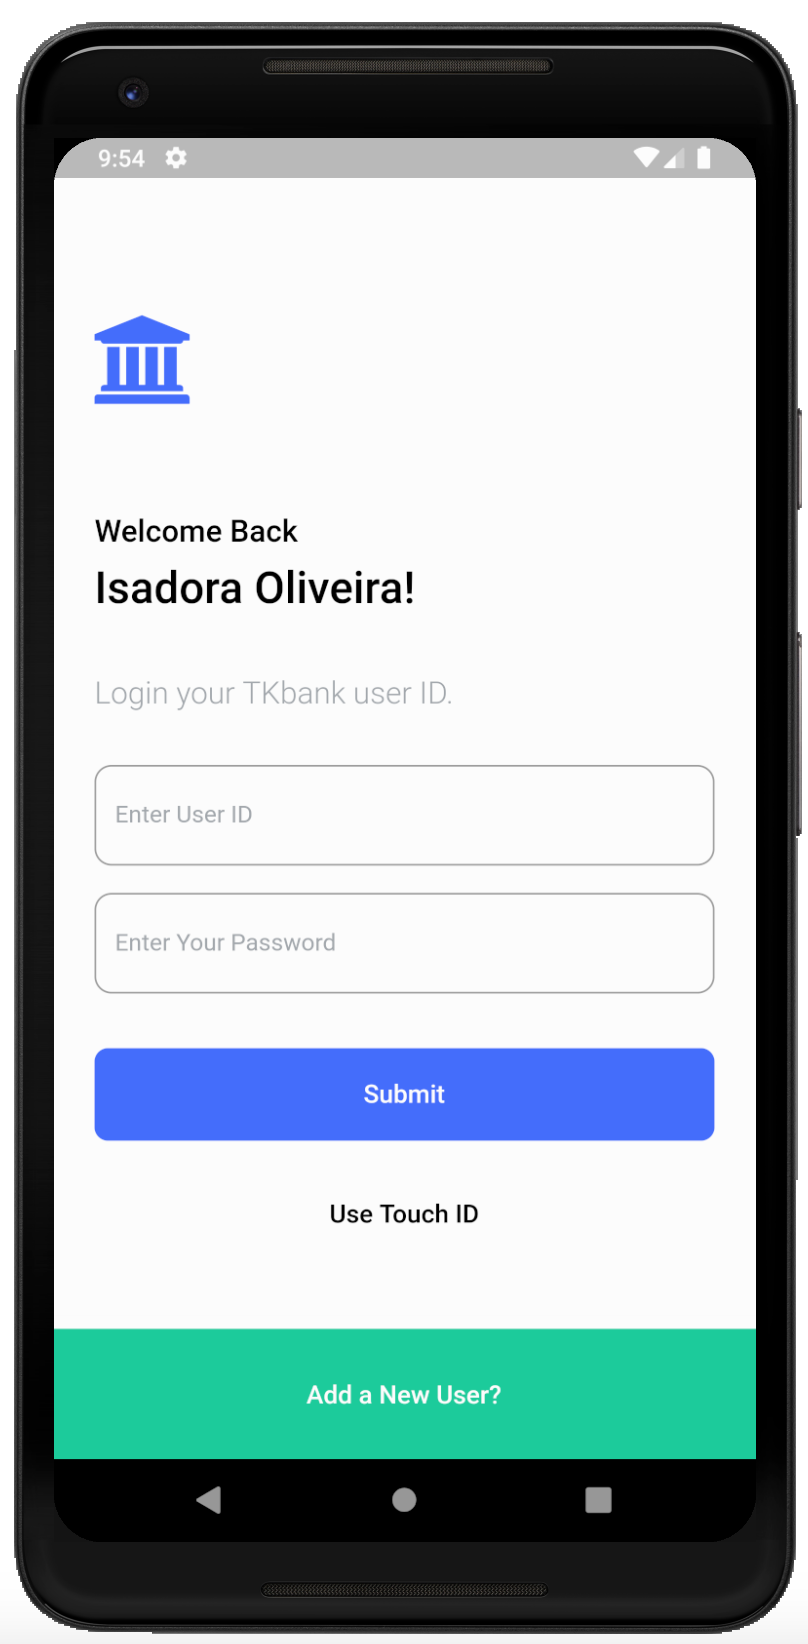 9:54
Welcome Back
Isadora Oliveira!
Login your TKbank user ID.
Enter User ID
Enter Your Password
Submit
Use Touch ID
Add a New User?